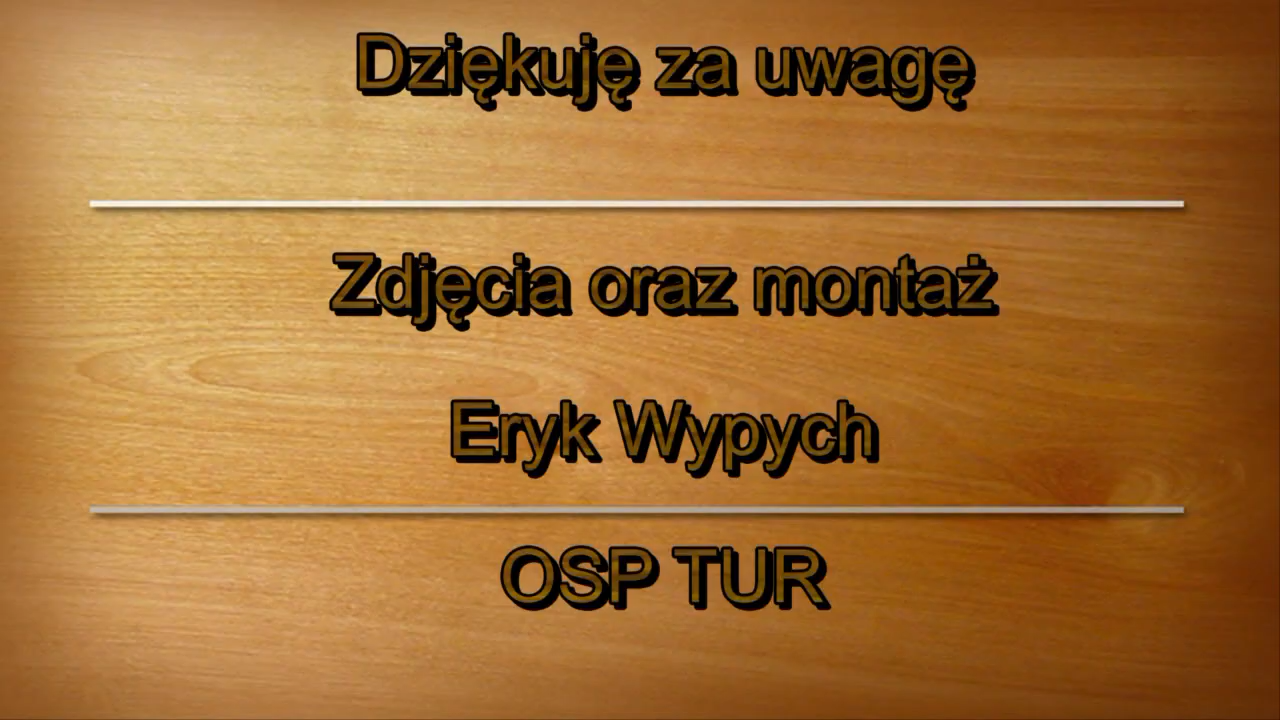 Dziękuję za uwagę
Zdjęcia oraz montaż
Eryk Wypych
OSP TUR